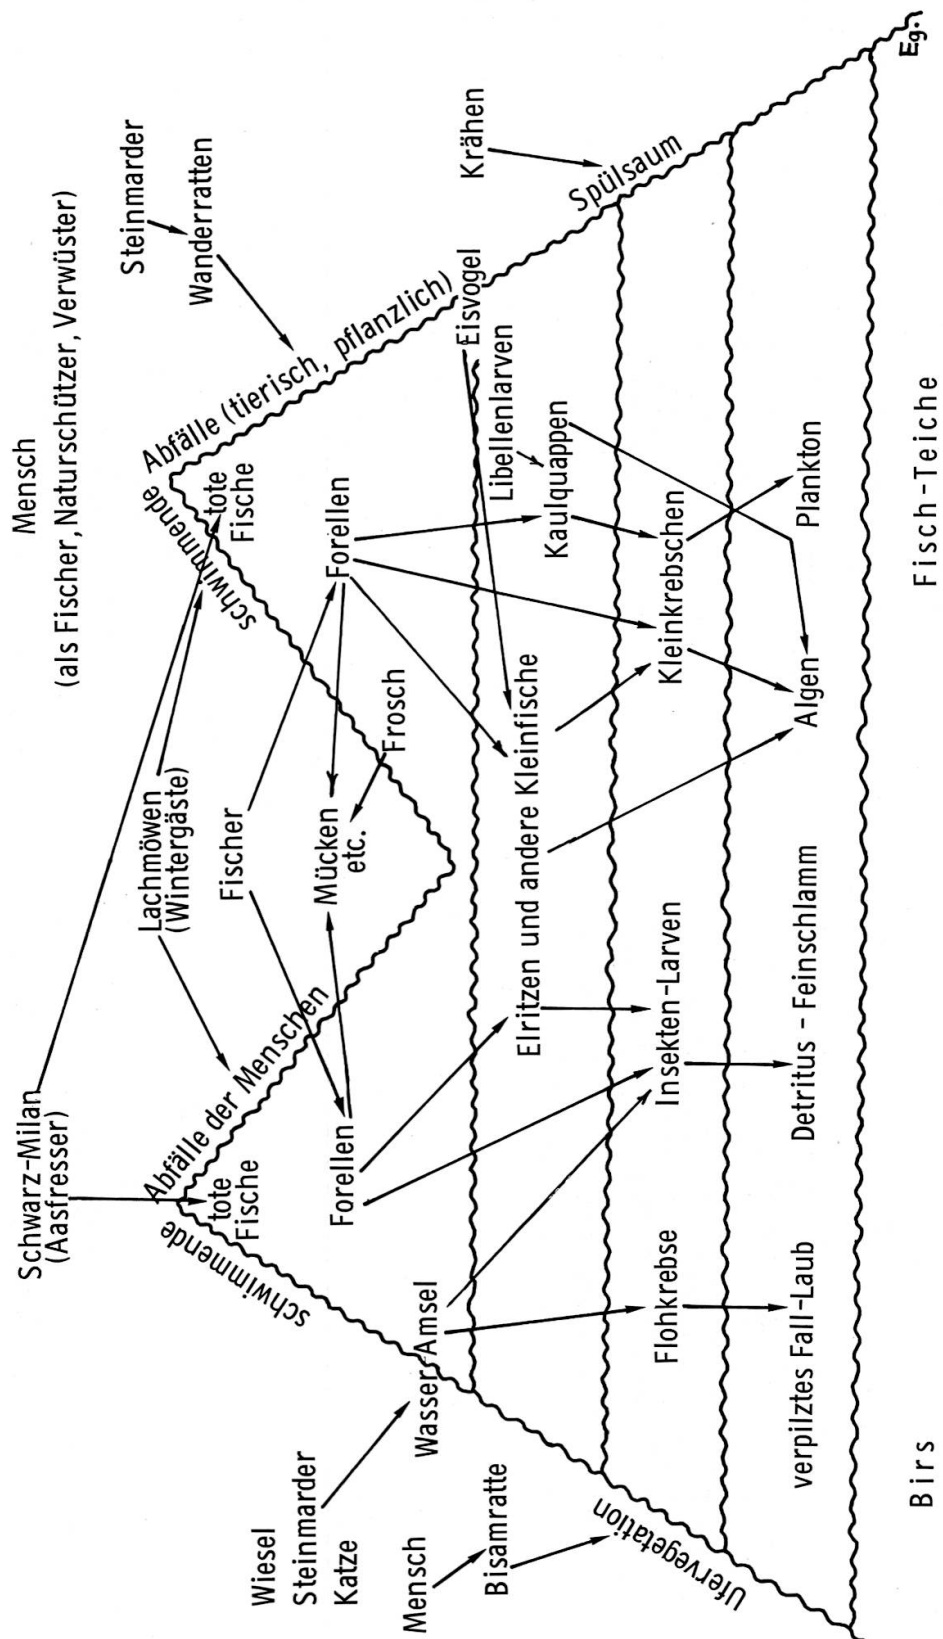 Mensch
(als Fischer, Naturschützer, Verwüster)
Schwarz-Milan
(Aasfresser)
Steinmarder
Wanderratten
Lachmöwen
(Wintergäste)
Fischer
schwimmende
Abfälle der Menschen
schwimmende
Abfälle (tierisch, pflanzlich)
tote
Fische
tote
Fische
Wiesel
Steinmarder
Katze
Forellen
Mücken
etc.
Forellen
Frosch
Mensch
Bisamratte
Wasser-Amsel
Eisvogel
Krähen
Libellenlarven
Kaulquappen
Elritzen und andere Kleinfische
Ufervegetation
Spülsaum
Flohkrebse
Insekten-Larven
Kleinkrebschen
verpilztes Fall-Laub
Detritus - Feinschlamm
Algen
Plankton
Eg.
Birs
Fisch-Teiche